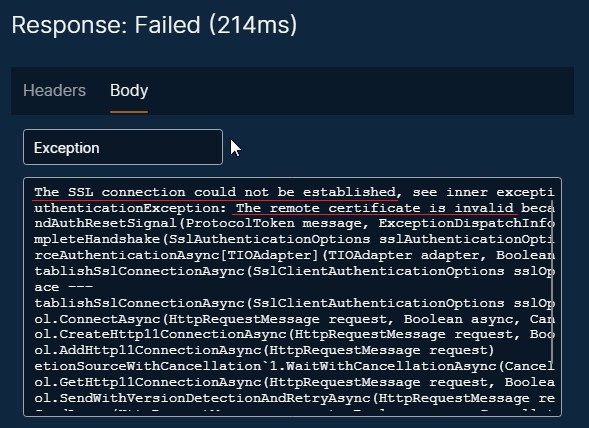 Response: Failed (214ms)
Headers Body
Exception
The SSL connection could not be established, see inner excepti
uthenticationException: The remote certificate is invalid beca
ndAuthResetSignal(ProtocolToken message, ExceptionDispatchInfo
mpleteHandshake(SslAuthenticationOptions sslAuthenticationOpti
rceAuthenticationAsync[TIOAdapter](TIOAdapter adapter, Boolean
tablishSslConnectionAsync(SslClientAuthenticationOptions sslOp
ace ---
tablishSslConnectionAsync(SslClientAuthenticationOptions sslOp
ol.ConnectAsync(HttpRequestMessage request, Boolean async, Can
ol.CreateHttp11ConnectionAsync(HttpRequestMessage request, Boo
ol.AddHttp11ConnectionAsync(HttpRequestMessage request)
etionSourceWithCancellation`1.WaitWithCancellationAsync(Cancel
ol.GetHttp11ConnectionAsync(HttpRequestMessage request, Boolea
ol.SendWithVersionDetectionAndRetryAsync(HttpRequestMessage re